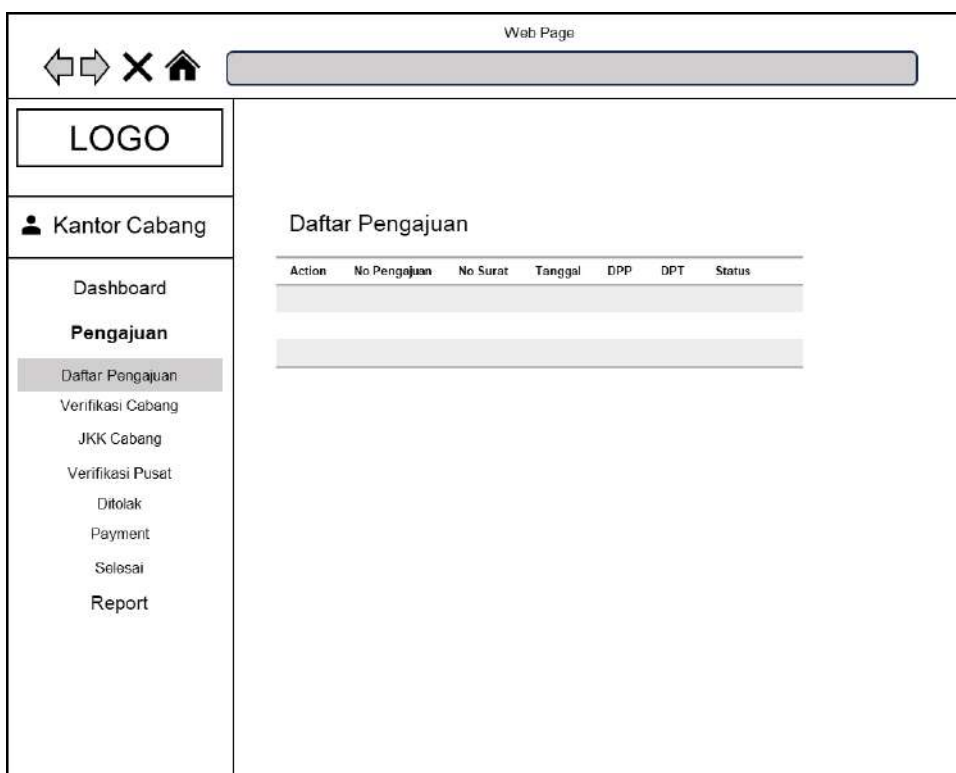 Web Page
LOGO
Kantor Cabang
Dashboard
Pengajuan
Daftar Pengajuan
Verifikasi Cabang
JKK Cabang
Verifikasi Pusat
Ditolak
Payment
Selesai
Report
Daftar Pengajuan
Action No Pengajuan No Surat Tanggal DPP DPT Status